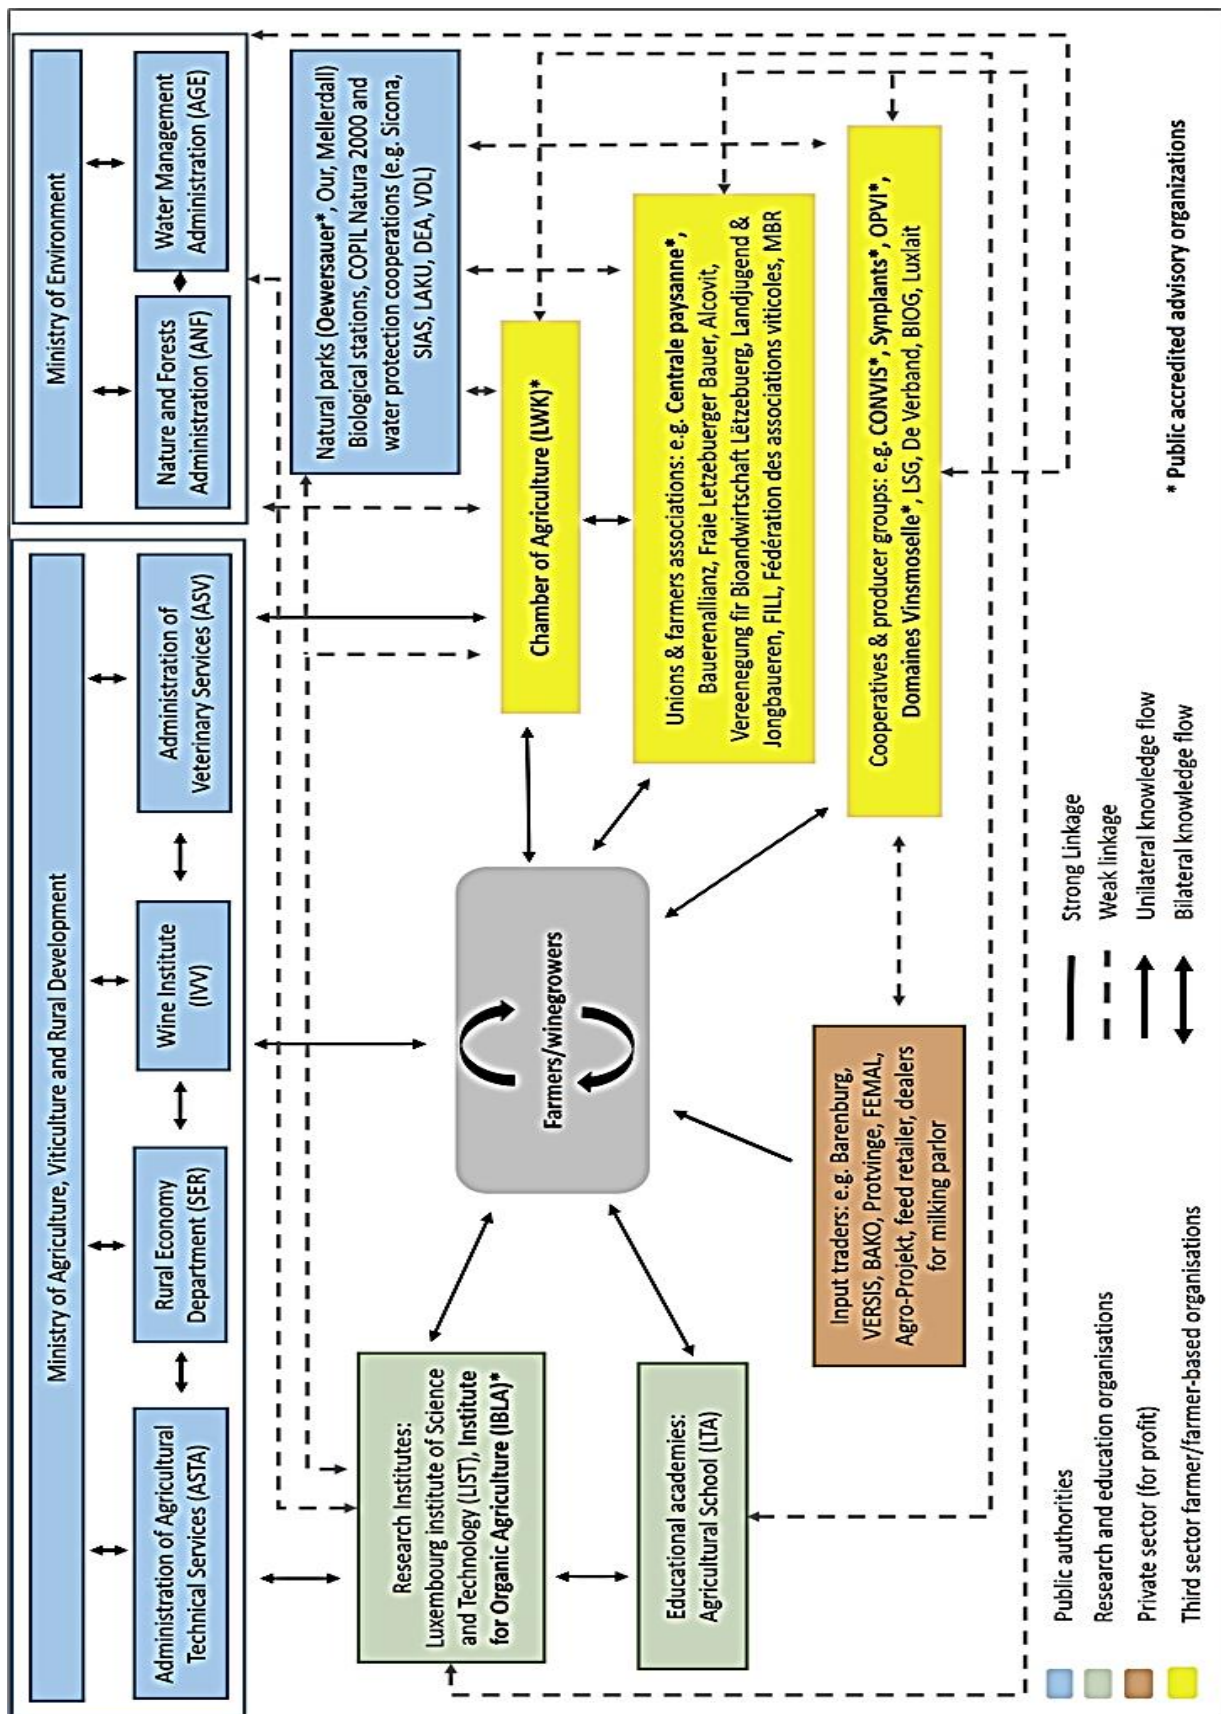 Ministry of Agriculture, Viticulture and Rural Development
Ministry of Environment
Administration of Agricultural
Technical Services (ASTA)
Rural Economy
Department (SER)
Wine Institute
(IVV)
Administration of
Veterinary Services (ASV)
Nature and Forests
Administration (ANF)
Water Management
Administration (AGE)
Research Institutes:
Luxembourg Institute of Science
and Technology (LIST), Institute
for Organic Agriculture (IBLA)*
Natural parks (Oewersauer*, Our, Mellerdall)
Biological stations, COPIL Natura 2000 and
water protection cooperations (e.g. Sicona,
SIAS, LAKU, DEA, VDL)
Farmers/winegrowers
Chamber of Agriculture (LWK)*
Educational academies:
Agricultural School (LTA)
Unions & farmers associations: e.g. Centrale paysanne*,
Bauerenallianz, Fraie Letzebuerger Bauer, Alcovit,
Vereenegung fir Bioandwirtschaft Lëtzebuerg, Landjugend &
Jongbaueren, FILL, Fédération des associations viticoles, MBR
Input traders: e.g. Barenburg,
VERSIS, BAKO, Protvinge, FEMAL,
Agro-Projekt, feed retailer, dealers
for milking parlor
Cooperatives & producer groups: e.g. CONVIS*, Synplants*, OPVI*,
Domaines Vinsmoselle*, LSG, De Verband, BIOG, Luxlait
Public authorities
Research and education organisations
Private sector (for profit)
Third sector farmer/farmer-based organisations
Strong Linkage
Weak linkage
Unilateral knowledge flow
Bilateral knowledge flow
* Public accredited advisory organizations